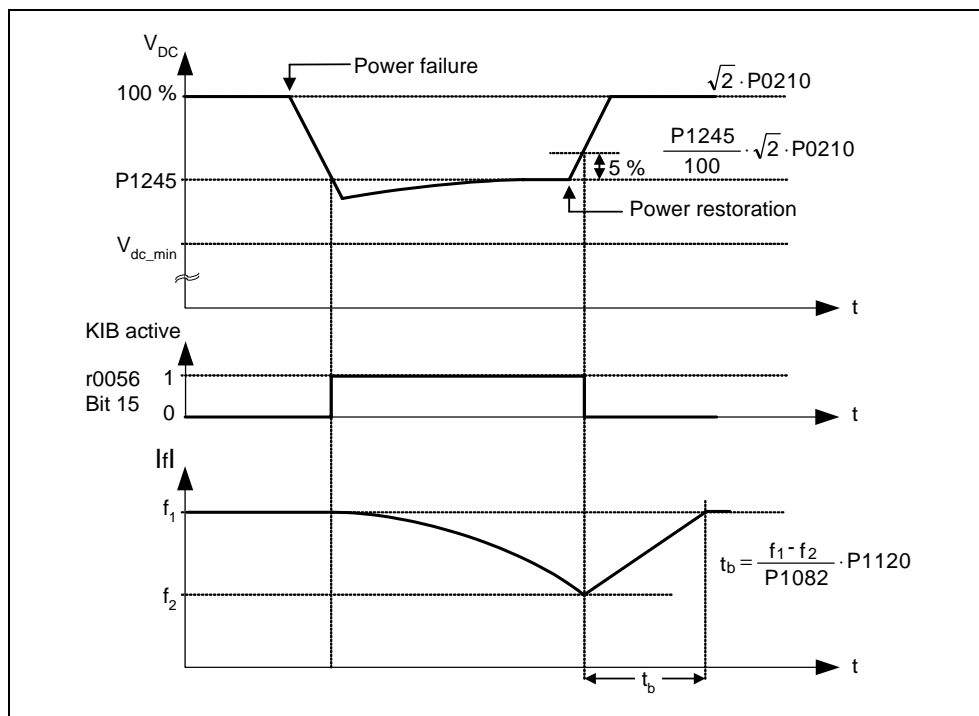 V_DC
Power failure
100 %
√2 · P0210
P1245/100 · √2 · P0210
5 %
P1245
Power restoration
V_dc_min
t
KIB active
r0056
Bit 15
1
0
t
|f|
f₁
t_b = (f₁ - f₂)/P1082 · P1120
f₂
t
t_b